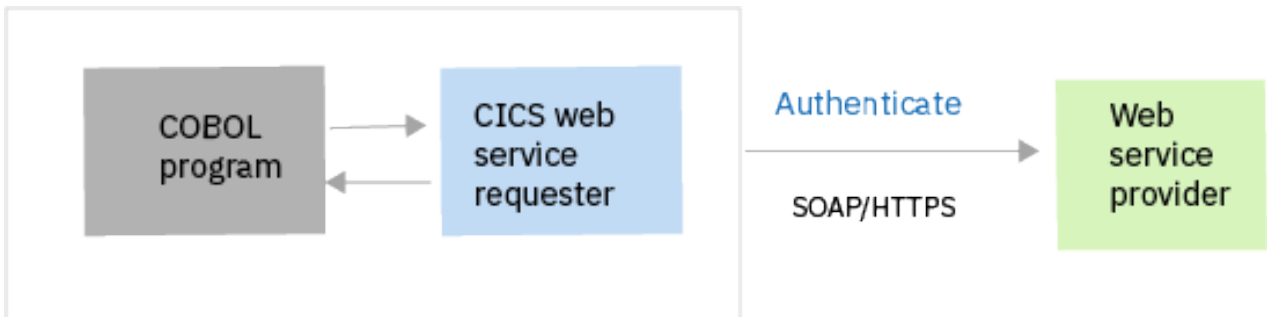 COBOL
program
CICS web
service
requester
Authenticate
SOAP/HTTPS
Web
service
provider